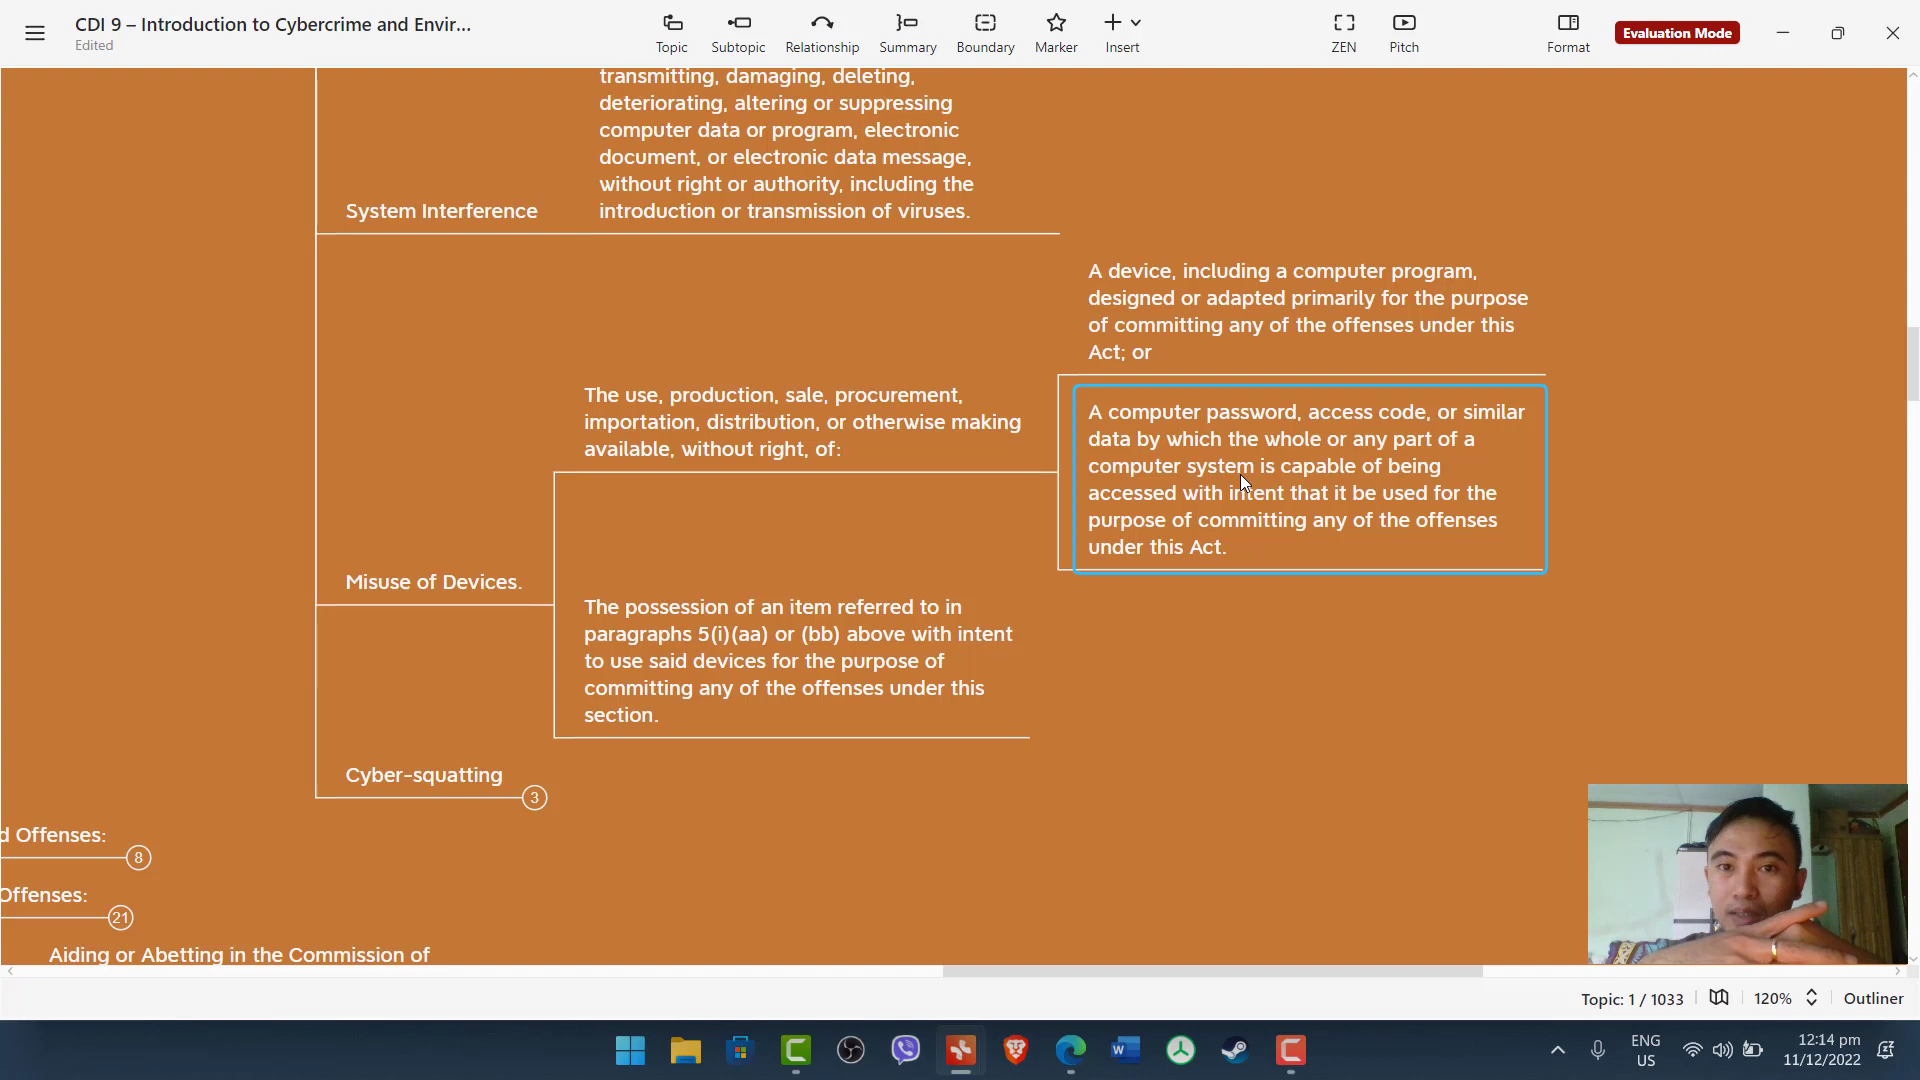 CDI 9 – Introduction to Cybercrime and Envir...
Edited
Topic
Subtopic
Relationship
Summary
Boundary
Marker
Insert
ZEN
Pitch
Format
Evaluation Mode
transmitting, damaging, deleting,
deteriorating, altering or suppressing
computer data or program, electronic
document, or electronic data message,
without right or authority, including the
introduction or transmission of viruses.
System Interference
A device, including a computer program,
designed or adapted primarily for the purpose
of committing any of the offenses under this
Act; or
The use, production, sale, procurement,
importation, distribution, or otherwise making
available, without right, of:
A computer password, access code, or similar
data by which the whole or any part of a
computer system is capable of being
accessed with intent that it be used for the
purpose of committing any of the offenses
under this Act.
Misuse of Devices.
The possession of an item referred to in
paragraphs 5(i)(aa) or (bb) above with intent
to use said devices for the purpose of
committing any of the offenses under this
section.
Cyber-squatting
3
d Offenses:
8
Offenses:
21
Aiding or Abetting in the Commission of
Topic: 1 / 1033
120%
Outliner
ENG
US
12:14 pm
11/12/2022